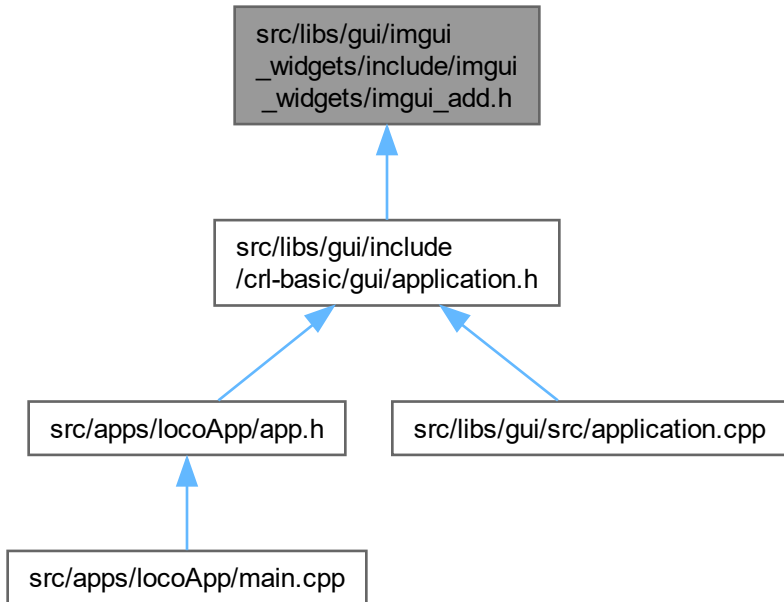 src/libs/gui/imgui
_widgets/include/imgui
_widgets/imgui_add.h
src/libs/gui/include
/crl-basic/gui/application.h
src/apps/locoApp/app.h
src/libs/gui/src/application.cpp
src/apps/locoApp/main.cpp